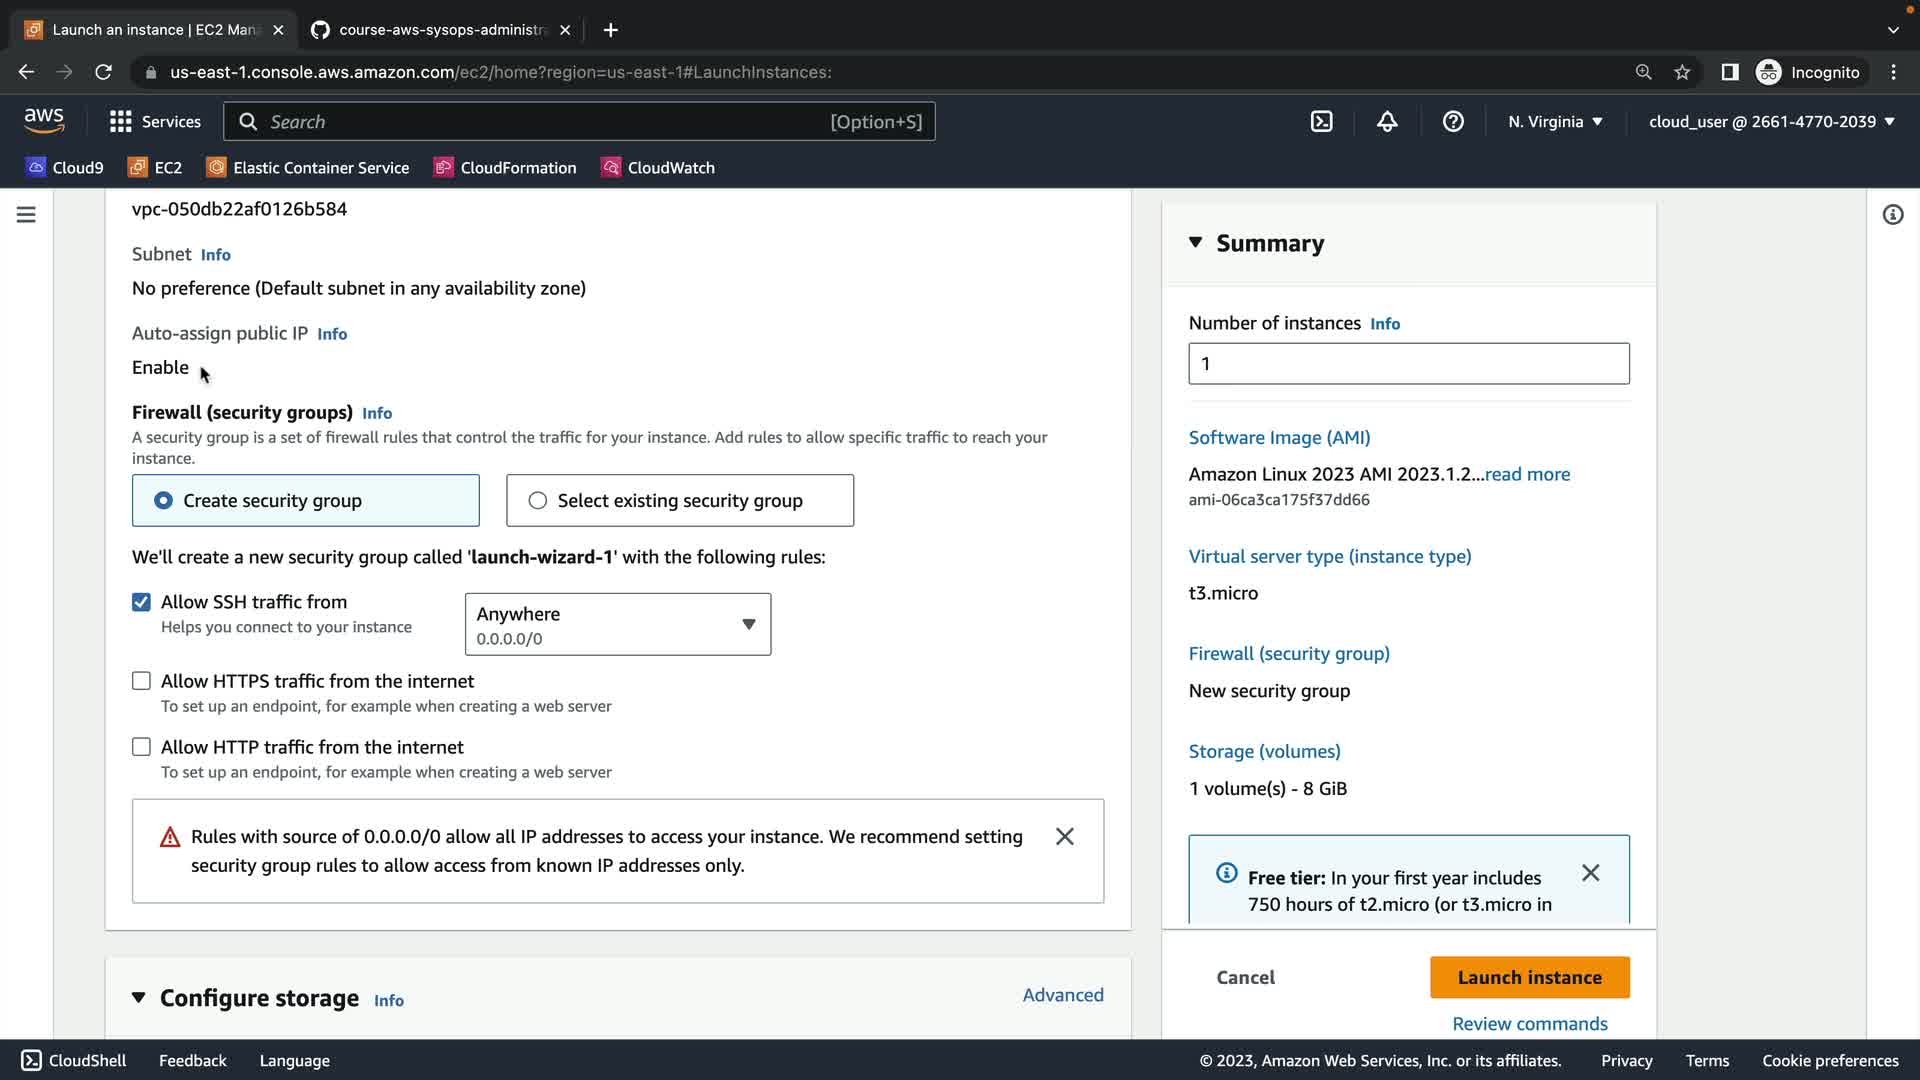 Launch an instance | EC2 Man
course-aws-sysops-administra
us-east-1.console.aws.amazon.com/ec2/home?region=us-east-1#LaunchInstances:
Incognito
aws
Services
Search
[Option+S]
N. Virginia
cloud_user @ 2661-4770-2039
Cloud9
EC2
Elastic Container Service
CloudFormation
CloudWatch
vpc-050db22af0126b584
Subnet Info
No preference (Default subnet in any availability zone)
Auto-assign public IP Info
Enable
Firewall (security groups) Info
A security group is a set of firewall rules that control the traffic for your instance. Add rules to allow specific traffic to reach your
instance.
Create security group
Select existing security group
We'll create a new security group called 'launch-wizard-1' with the following rules:
Allow SSH traffic from
Helps you connect to your instance
Anywhere
0.0.0.0/0
Allow HTTPS traffic from the internet
To set up an endpoint, for example when creating a web server
Allow HTTP traffic from the internet
To set up an endpoint, for example when creating a web server
Rules with source of 0.0.0.0/0 allow all IP addresses to access your instance. We recommend setting
security group rules to allow access from known IP addresses only.
Configure storage Info
Advanced
Summary
Number of instances Info
1
Software Image (AMI)
Amazon Linux 2023 AMI 2023.1.2...read more
ami-06ca3ca175f37dd66
Virtual server type (instance type)
t3.micro
Firewall (security group)
New security group
Storage (volumes)
1 volume(s) - 8 GiB
Free tier: In your first year includes
750 hours of t2.micro (or t3.micro in
Cancel
Launch instance
Review commands
CloudShell
Feedback
Language
© 2023, Amazon Web Services, Inc. or its affiliates.
Privacy
Terms
Cookie preferences